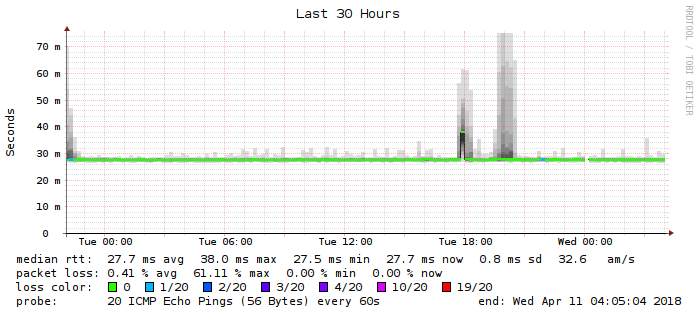 Last 30 Hours
RRDTOOL / TOBI OETIKER
Seconds
70 m
60 m
50 m
40 m
30 m
20 m
10 m
0
Tue 00:00 Tue 06:00 Tue 12:00 Tue 18:00 Wed 00:00
median rtt: 27.7 ms avg 38.0 ms max 27.5 ms min 27.7 ms now 0.8 ms sd 32.6 am/s
packet loss: 0.41 % avg 61.11 % max 0.00 % min 0.00 % now
loss color: 0 1/20 2/20 3/20 4/20 10/20 19/20
probe: 20 ICMP Echo Pings (56 Bytes) every 60s end: Wed Apr 11 04:05:04 2018